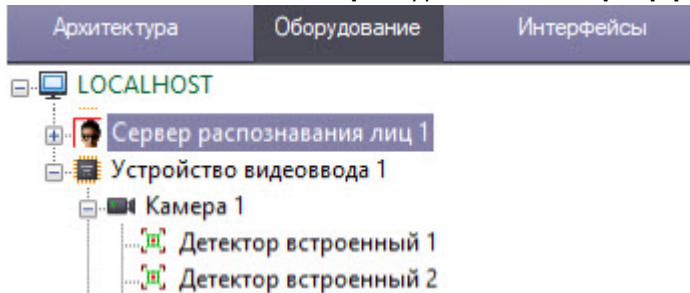 Архитектура Оборудование Интерфейсы
LOCALHOST
Сервер распознавания лиц 1
Устройство видеоввода 1
Камера 1
Детектор встроенный 1
Детектор встроенный 2